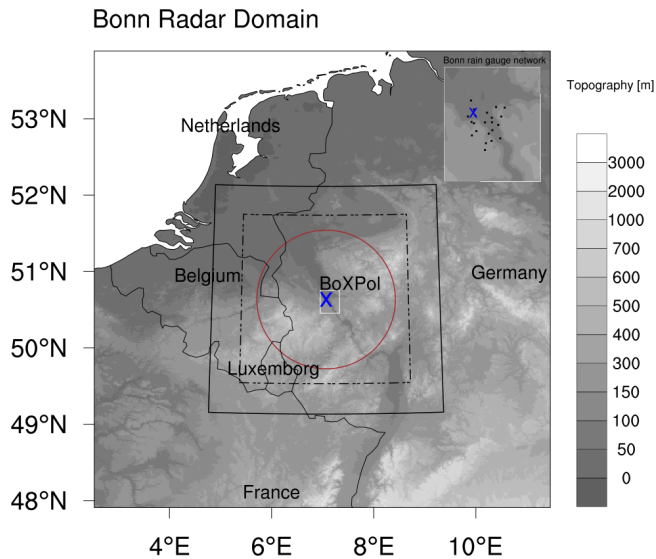 Bonn Radar Domain
Bonn rain gauge network
X
Topography [m]
53°N
Netherlands
3000
52°N
2000
1000
700
51°N
Belgium
BoXPol
X
Germany
600
500
400
50°N
Luxemborg
300
150
49°N
100
50
France
0
48°N
4°E
6°E
8°E
10°E